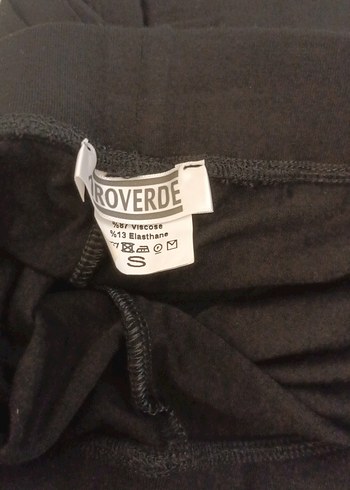 ROVERDE
%87 Viscose
%13 Elasthane
S